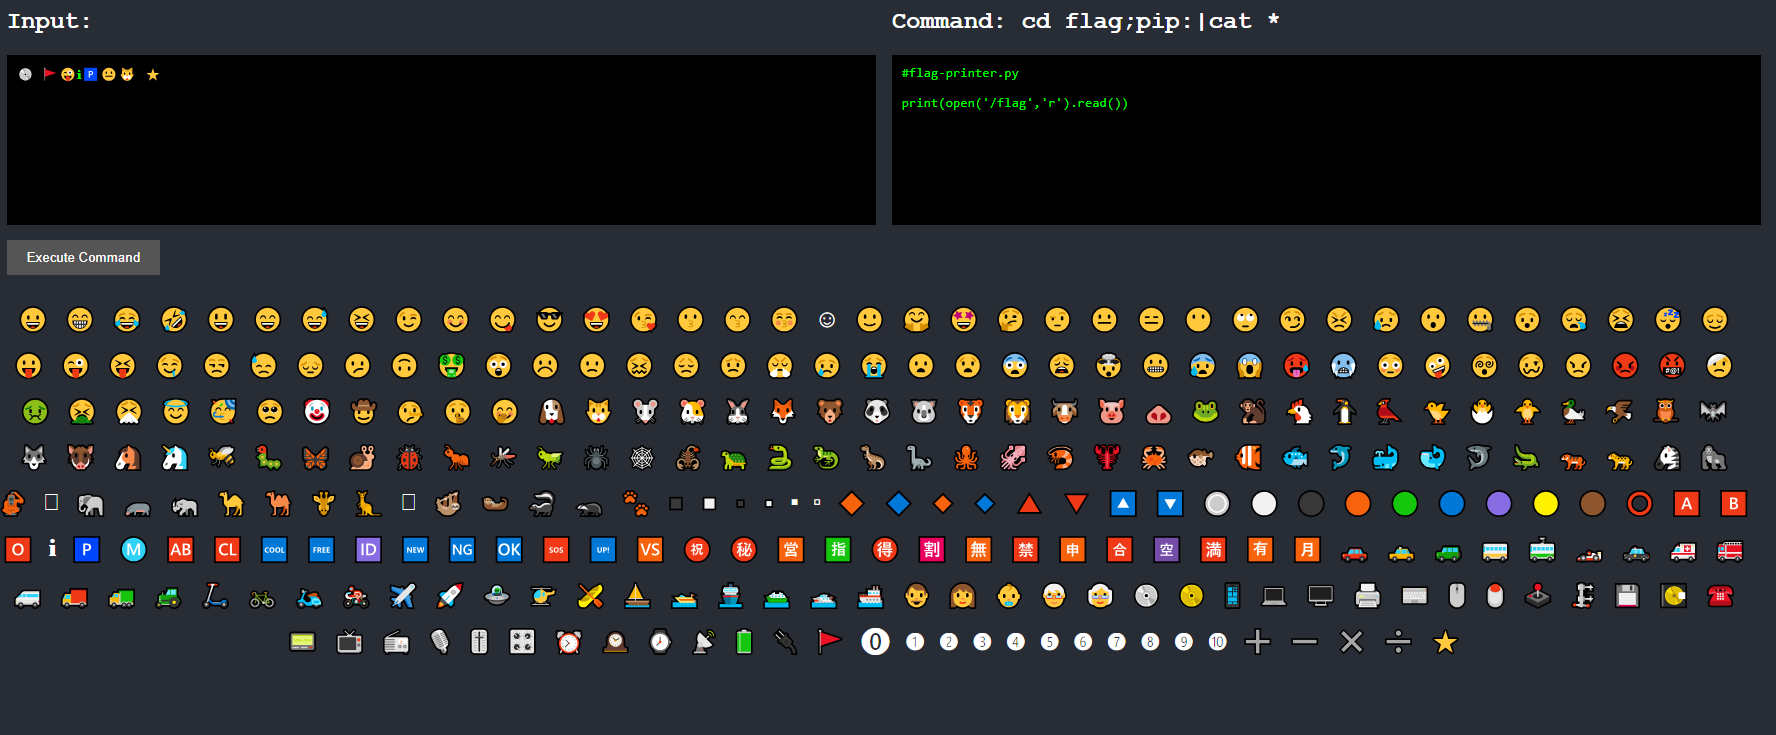 Input:
Command: cd flag;pip:|cat *
💿 🚩😜ℹ🅿😐🐱 ⭐
#flag-printer.py
print(open('/flag','r').read())
Execute Command
A B
O i P M AB CL COOL FREE ID NEW NG OK SOS UP! VS 祝 秘 営 指 得 割 無 禁 申 合 空 満 有 月
0 1 2 3 4 5 6 7 8 9 10 + − × ÷